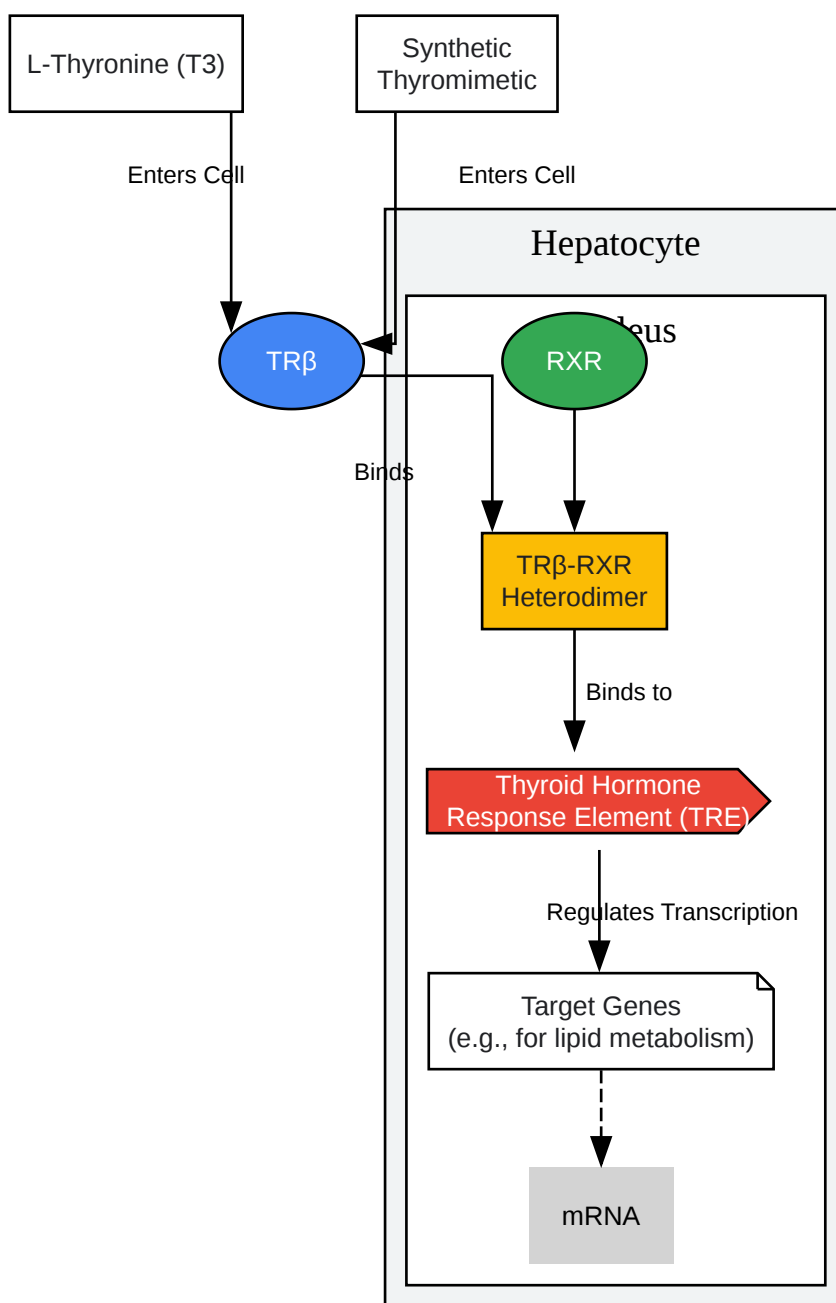 L-Thyronine (T3)
Synthetic
Thyromimetic
Enters Cell
Enters Cell
Hepatocyte
TRβ
RXR
Binds
TRβ-RXR
Heterodimer
Binds to
Thyroid Hormone
Response Element (TRE)
Regulates Transcription
Target Genes
(e.g., for lipid metabolism)
mRNA